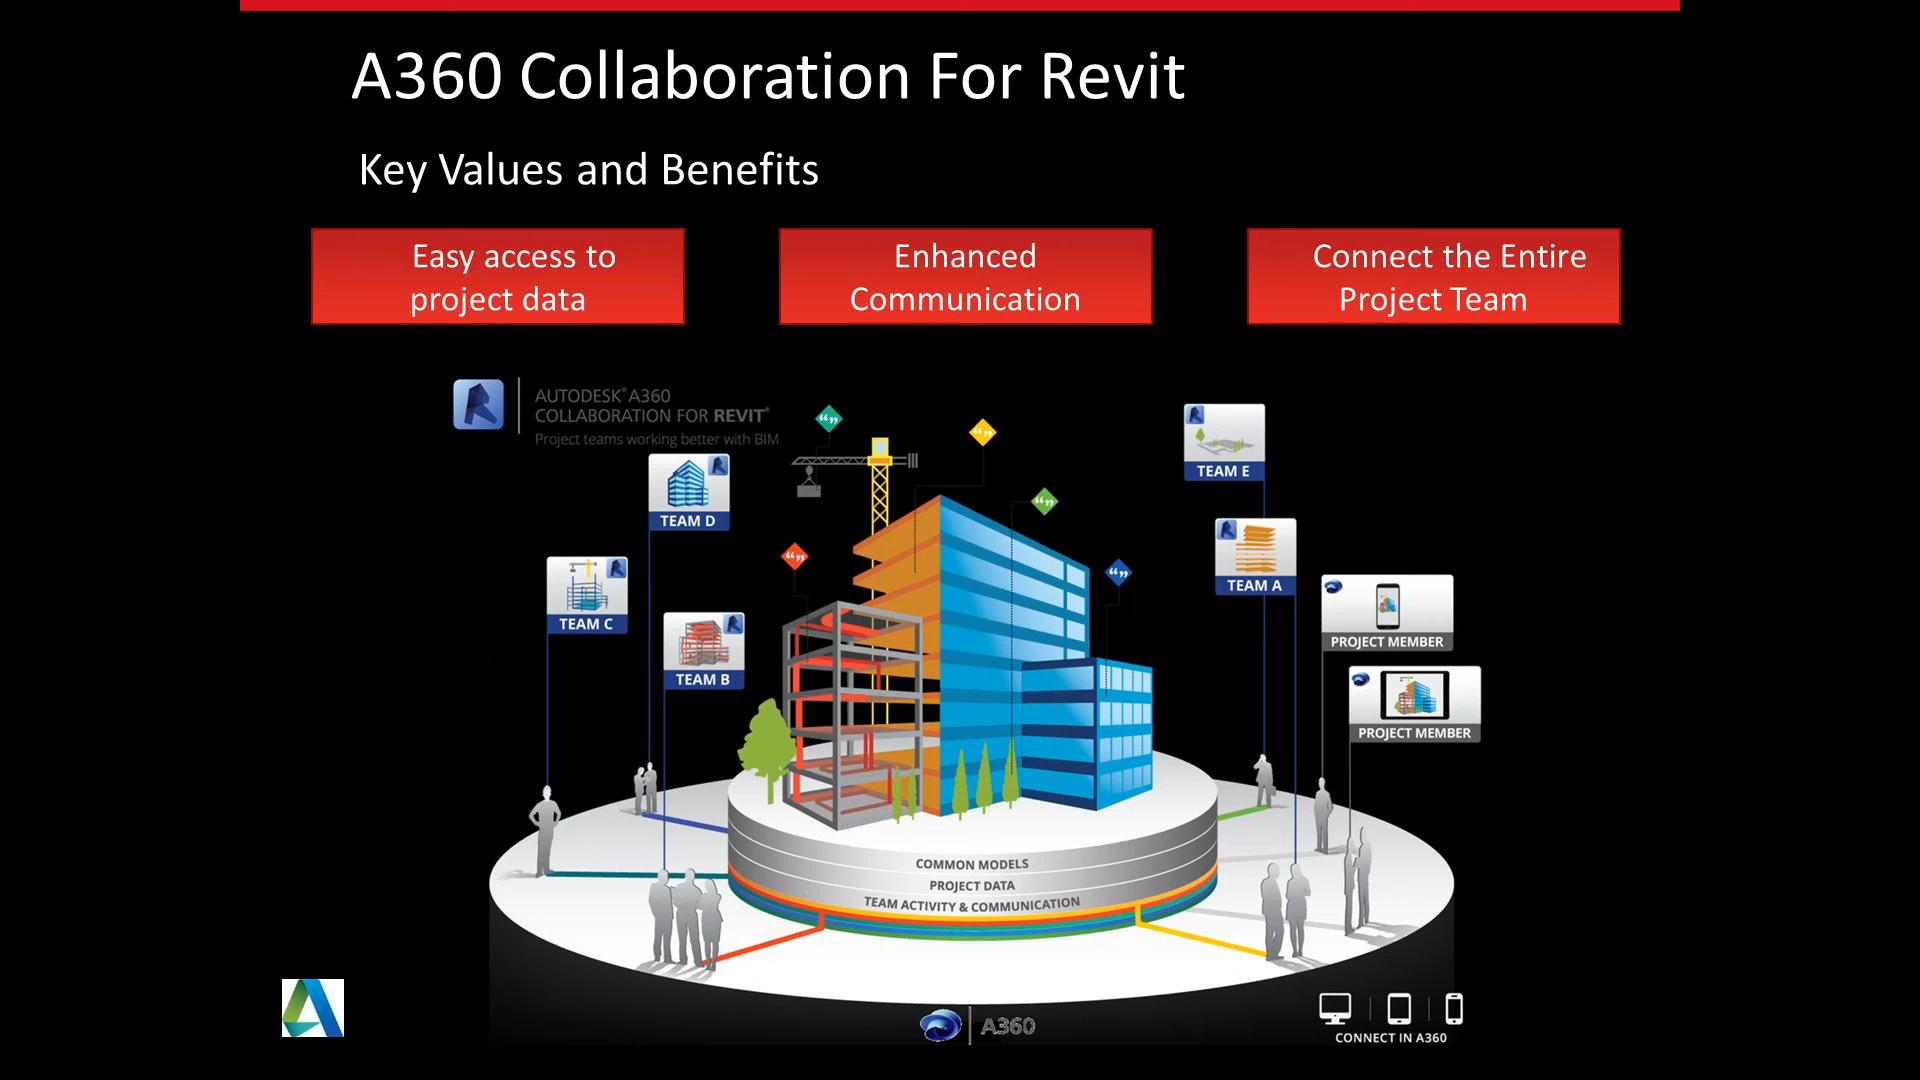 A360 Collaboration For Revit
Key Values and Benefits
Easy access to
project data
Enhanced
Communication
Connect the Entire
Project Team
AUTODESK® A360
COLLABORATION FOR REVIT®
Project teams working better with BIM
TEAM E
TEAM D
TEAM A
TEAM C
PROJECT MEMBER
TEAM B
PROJECT MEMBER
COMMON MODELS
PROJECT DATA
TEAM ACTIVITY & COMMUNICATION
A360
CONNECT IN A360